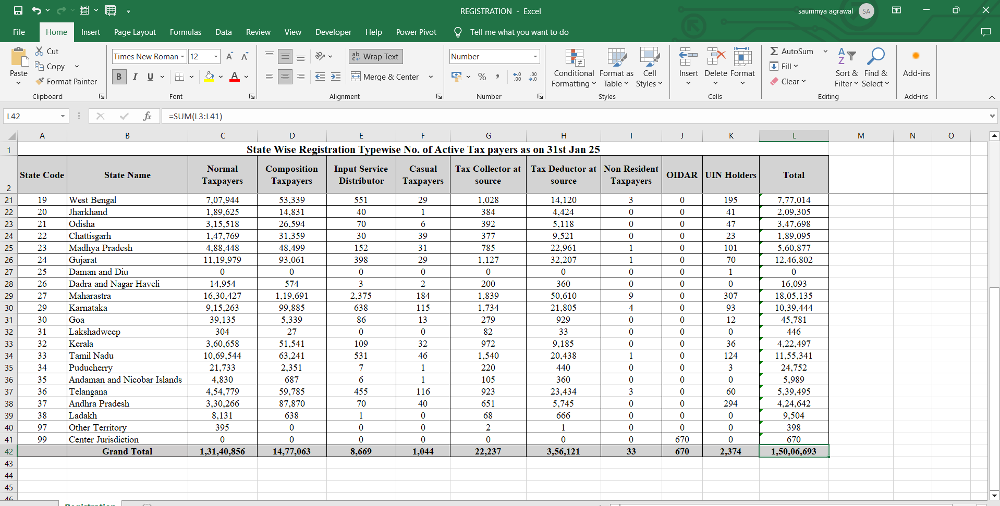 REGISTRATION - Excel
saummya agrawal SA
File Home Insert Page Layout Formulas Data Review View Developer Help Power Pivot Tell me what you want to do
Paste
Cut
Copy
Format Painter
Clipboard
Times New Roman 12 A A
B I U A
Font
ab Wrap Text
Merge & Center
Alignment
Number
% , .00 .00
Number
Conditional Formatting
Format as Table
Cell Styles
Styles
Insert Delete Format
Cells
AutoSum
Fill
Clear
Sort & Filter
Find & Select
Editing
Add-ins
Add-ins
L42 fx =SUM(L3:L41)
A B C D E F G H I J K L M N O
1 State Wise Registration Typewise No. of Active Tax payers as on 31st Jan 25
2 State Code State Name Normal Taxpayers Composition Taxpayers Input Service Distributor Casual Taxpayers Tax Collector at source Tax Deductor at source Non Resident Taxpayers OIDAR UIN Holders Total
21 19 West Bengal 7,07,944 53,339 551 29 1,028 14,120 3 0 195 7,77,014
22 20 Jharkhand 1,89,625 14,831 40 1 384 4,424 0 0 41 2,09,305
23 21 Odisha 3,15,518 26,594 70 6 392 5,118 0 0 47 3,47,698
24 22 Chattisgarh 1,47,769 31,359 30 39 377 9,521 0 0 23 1,89,095
25 23 Madhya Pradesh 4,88,448 48,499 152 31 785 22,961 1 0 101 5,60,877
26 24 Gujarat 11,19,979 93,061 398 29 1,127 32,207 1 0 70 12,46,802
27 25 Daman and Diu 0 0 0 0 0 0 0 0 1 0
28 26 Dadra and Nagar Haveli 14,954 574 3 2 200 360 0 0 0 16,093
29 27 Maharastra 16,30,427 1,19,691 2,375 184 1,839 50,610 9 0 307 18,05,135
30 29 Karnataka 9,15,263 99,885 638 115 1,734 21,805 4 0 93 10,39,444
31 30 Goa 39,135 5,339 86 13 279 929 0 0 12 45,781
32 31 Lakshadweep 304 27 0 0 82 33 0 0 0 446
33 32 Kerala 3,60,658 51,541 109 32 972 9,185 0 0 36 4,22,497
34 33 Tamil Nadu 10,69,544 63,241 531 46 1,540 20,438 1 0 124 11,55,341
35 34 Puducherry 21,733 2,351 7 1 220 440 0 0 3 24,752
36 35 Andaman and Nicobar Islands 4,830 687 6 1 105 360 0 0 0 5,989
37 36 Telangana 4,54,779 59,785 455 116 923 23,434 3 0 60 5,39,495
38 37 Andhra Pradesh 3,30,266 87,870 70 40 651 5,745 0 0 294 4,24,642
39 38 Ladakh 8,131 638 1 0 68 666 0 0 0 9,504
40 97 Other Territory 395 0 0 0 2 1 0 0 0 398
41 99 Center Jurisdiction 0 0 0 0 0 0 0 670 0 670
42 Grand Total 1,31,40,856 14,77,063 8,669 1,044 22,237 3,56,121 33 670 2,374 1,50,06,693
43
44
45
46
Registration